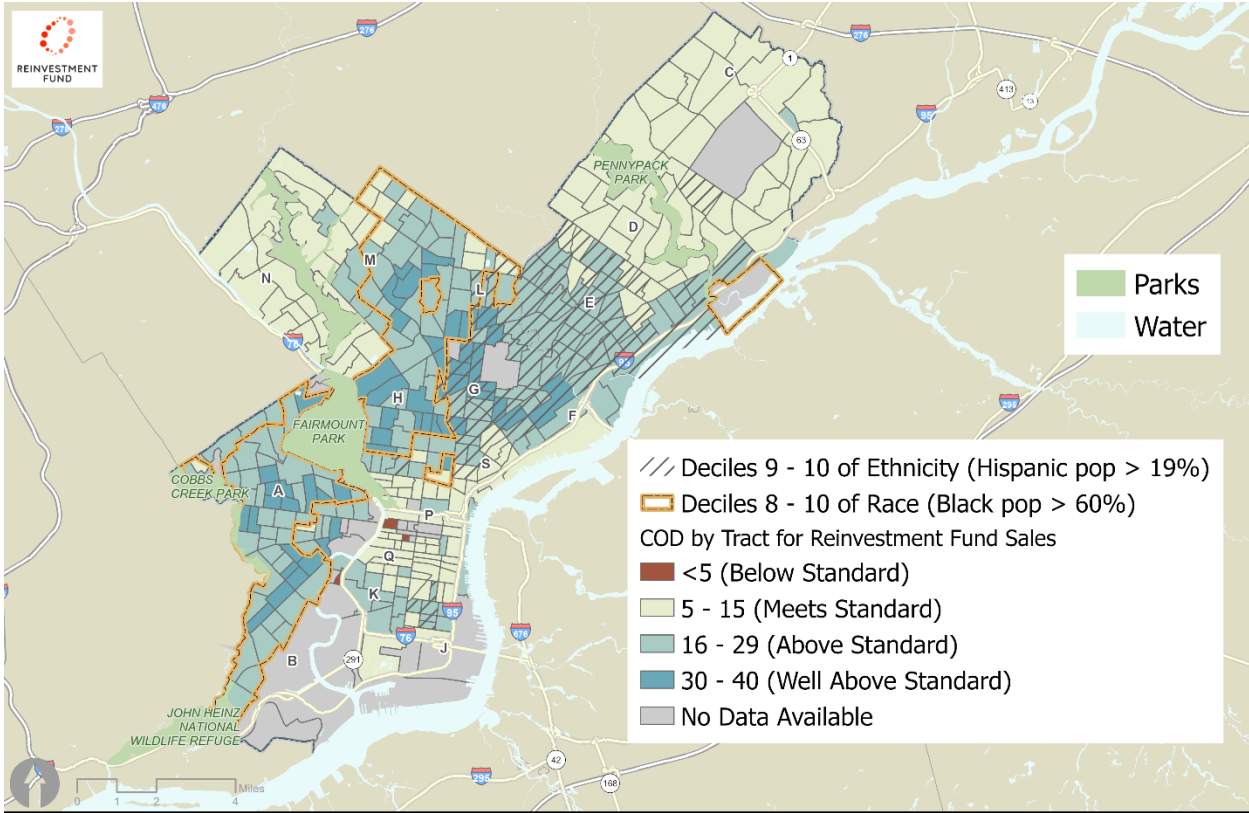 REINVESTMENT
FUND
276
276
476
276
1
413
13
95
63
C
PENNYPACK
PARK
D
M
N
L
E
Parks
Water
76
95
G
H
F
295
FAIRMOUNT
PARK
S
COBBS
CREEK PARK
A
P
Q
K
95
76
676
J
B
291
JOHN HEINZ
NATIONAL
WILDLIFE REFUGE
Deciles 9 - 10 of Ethnicity (Hispanic pop > 19%)
Deciles 8 - 10 of Race (Black pop > 60%)
COD by Tract for Reinvestment Fund Sales
<5 (Below Standard)
5 - 15 (Meets Standard)
16 - 29 (Above Standard)
30 - 40 (Well Above Standard)
No Data Available
0 1 2 4 Miles
295
42
168